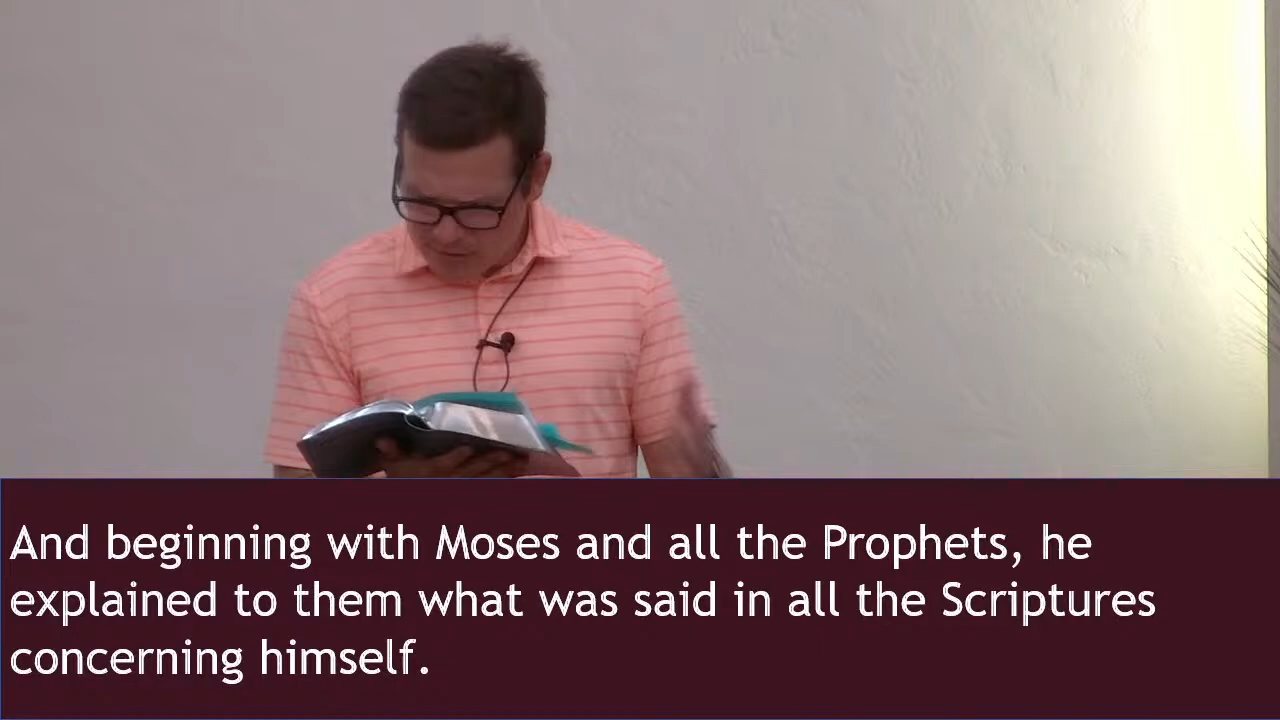 And beginning with Moses and all the Prophets, he
explained to them what was said in all the Scriptures
concerning himself.